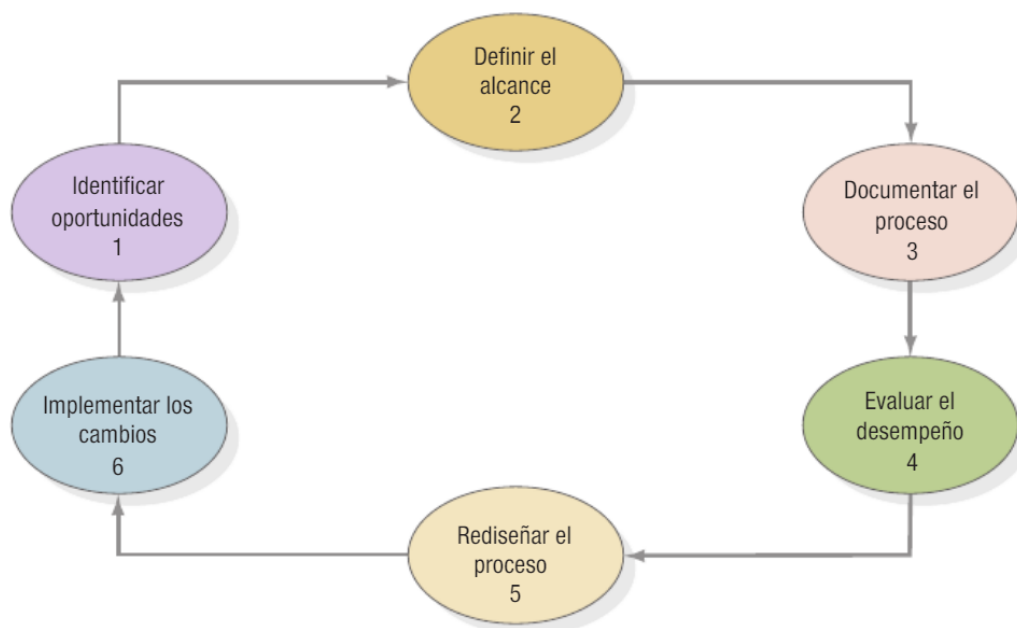 Definir el
alcance
2
Identificar
oportunidades
1
Documentar el
proceso
3
Implementar los
cambios
6
Evaluar el
desempeño
4
Rediseñar el
proceso
5